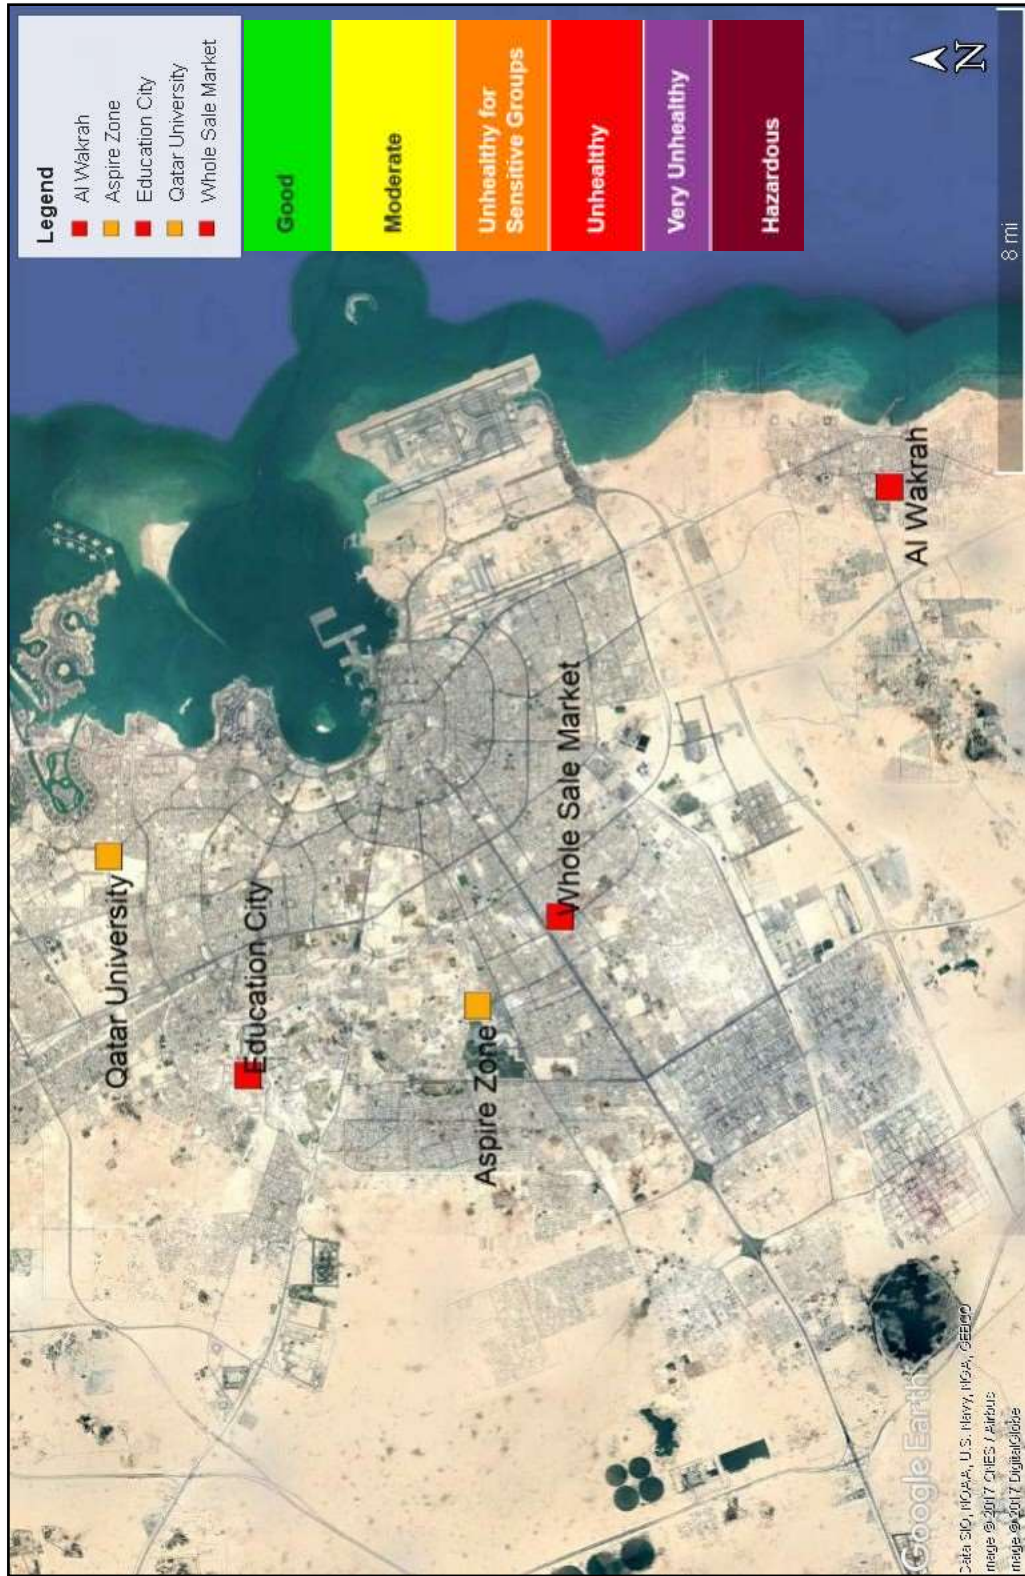 Legend
Al Wakrah
Aspire Zone
Education City
Qatar University
Whole Sale Market
Good
Moderate
Unhealthy for
Sensitive Groups
Unhealthy
Very Unhealthy
Hazardous
N
Qatar University
Education City
Aspire Zone
Whole Sale Market
Al Wakrah
Google Earth
Data SIO, NOAA, U.S. Navy, NGA, GEBCO
Image © 2017 CNES / Airbus
Image © 2017 DigitalGlobe
8 mi